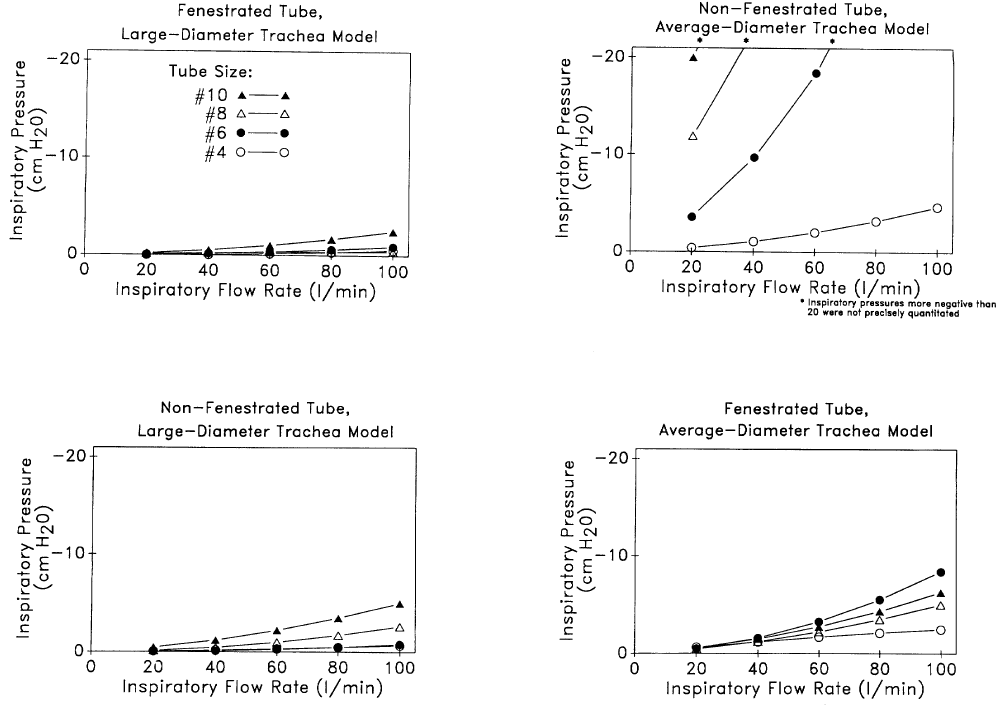 Fenestrated Tube,
Large-Diameter Trachea Model
Inspiratory Pressure
(cm H2O)
-20
-10
0
Tube Size:
#10
#8
#6
#4
0 20 40 60 80 100
Inspiratory Flow Rate (l/min)
Non-Fenestrated Tube,
Average-Diameter Trachea Model
* * *
Inspiratory Pressure
(cm H2O)
-20
-10
0
0 20 40 60 80 100
Inspiratory Flow Rate (l/min)
* Inspiratory pressures more negative than
20 were not precisely quantitated
Non-Fenestrated Tube,
Large-Diameter Trachea Model
Inspiratory Pressure
(cm H2O)
-20
-10
0
0 20 40 60 80 100
Inspiratory Flow Rate (l/min)
Fenestrated Tube,
Average-Diameter Trachea Model
Inspiratory Pressure
(cm H2O)
-20
-10
0
0 20 40 60 80 100
Inspiratory Flow Rate (l/min)